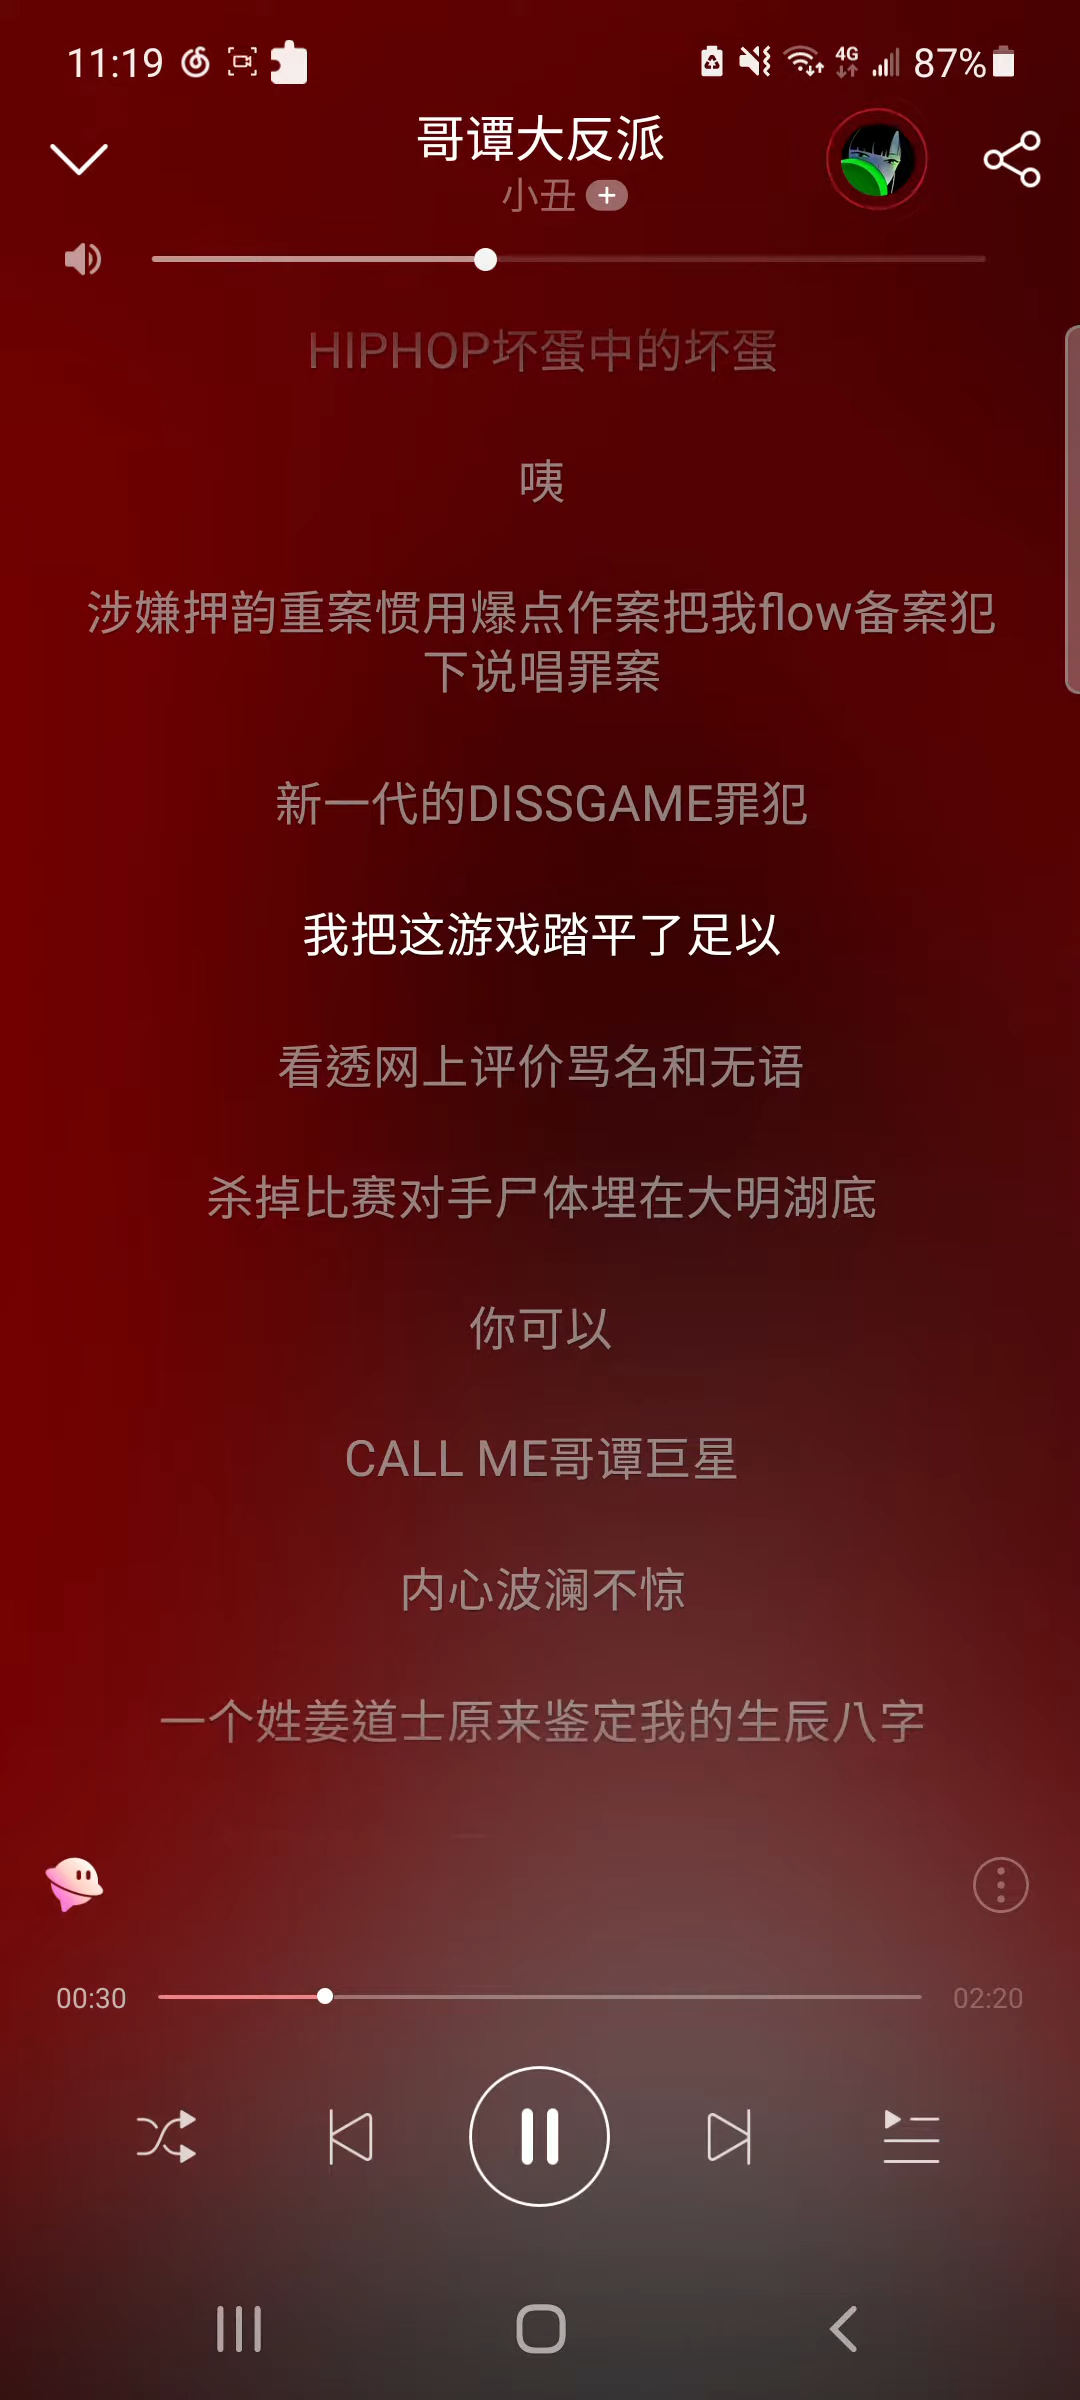 11:19
4G
87%
哥谭大反派
小丑
HIPHOP坏蛋中的坏蛋
咦
涉嫌押韵重案惯用爆点作案把我flow备案犯
下说唱罪案
新一代的DISSGAME罪犯
我把这游戏踏平了足以
看透网上评价骂名和无语
杀掉比赛对手尸体埋在大明湖底
你可以
CALL ME哥谭巨星
内心波澜不惊
一个姓姜道士原来鉴定我的生辰八字
00:30
02:20